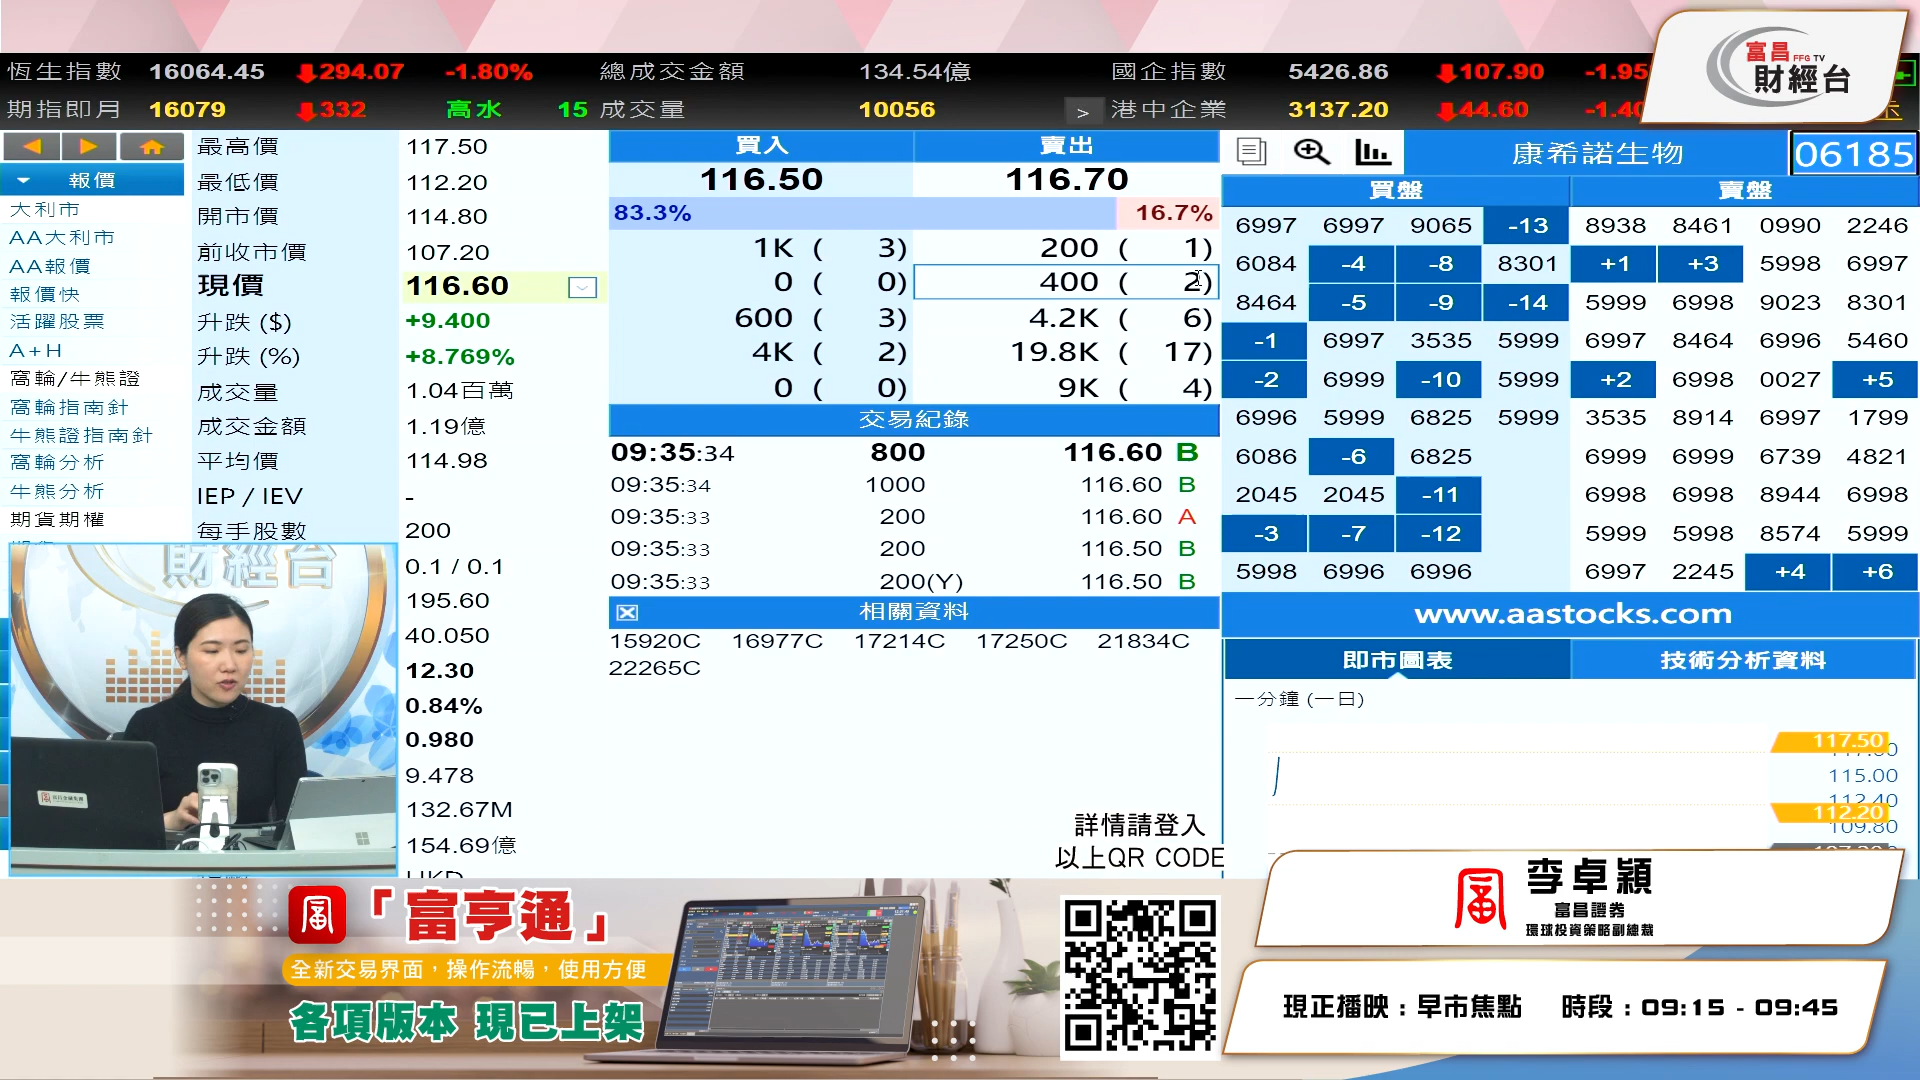 恆生指數 16064.45 294.07 -1.80% 總成交金額 134.54億 國企指數 5426.86 107.90 -1.95
期指即月 16079 332 高水 15 成交量 10056 > 港中企業 3137.20 44.60 -1.40
富昌 FFG TV
財經台
報價
大利市
AA大利市
AA報價
報價快
活躍股票
A+H
窩輪/牛熊證
窩輪指南針
牛熊證指南針
窩輪分析
牛熊分析
期貨期權
最高價 117.50
最低價 112.20
開市價 114.80
前收市價 107.20
現價 116.60
升跌 ($) +9.400
升跌 (%) +8.769%
成交量 1.04百萬
成交金額 1.19億
平均價 114.98
IEP / IEV -
每手股數 200
0.1 / 0.1
195.60
40.050
12.30
0.84%
0.980
9.478
132.67M
154.69億
HKD
買入 賣出
116.50 116.70
83.3% 16.7%
1K ( 3) 200 ( 1)
0 ( 0) 400 ( 2)
600 ( 3) 4.2K ( 6)
4K ( 2) 19.8K ( 17)
0 ( 0) 9K ( 4)
交易紀錄
09:35:34 800 116.60 B
09:35:34 1000 116.60 B
09:35:33 200 116.60 A
09:35:33 200 116.50 B
09:35:33 200(Y) 116.50 B
相關資料
15920C 16977C 17214C 17250C 21834C
22265C
康希諾生物 06185
買盤 賣盤
6997 6997 9065 -13 8938 8461 0990 2246
6084 -4 -8 8301 +1 +3 5998 6997
8464 -5 -9 -14 5999 6998 9023 8301
-1 6997 3535 5999 6997 8464 6996 5460
-2 6999 -10 5999 +2 6998 0027 +5
6996 5999 6825 5999 3535 8914 6997 1799
6086 -6 6825 6999 6999 6739 4821
2045 2045 -11 6998 6998 8944 6998
-3 -7 -12 5999 5998 8574 5999
5998 6996 6996 6997 2245 +4 +6
www.aastocks.com
即市圖表 技術分析資料
一分鐘 (一日)
117.50
115.00
112.40
112.20
109.80
財經台
詳情請登入
以上QR CODE
「富亨通」
全新交易界面，操作流暢，使用方便
各項版本 現已上架
李卓穎
富昌證券
環球投資策略副總裁
現正播映：早市焦點 時段：09:15 - 09:45